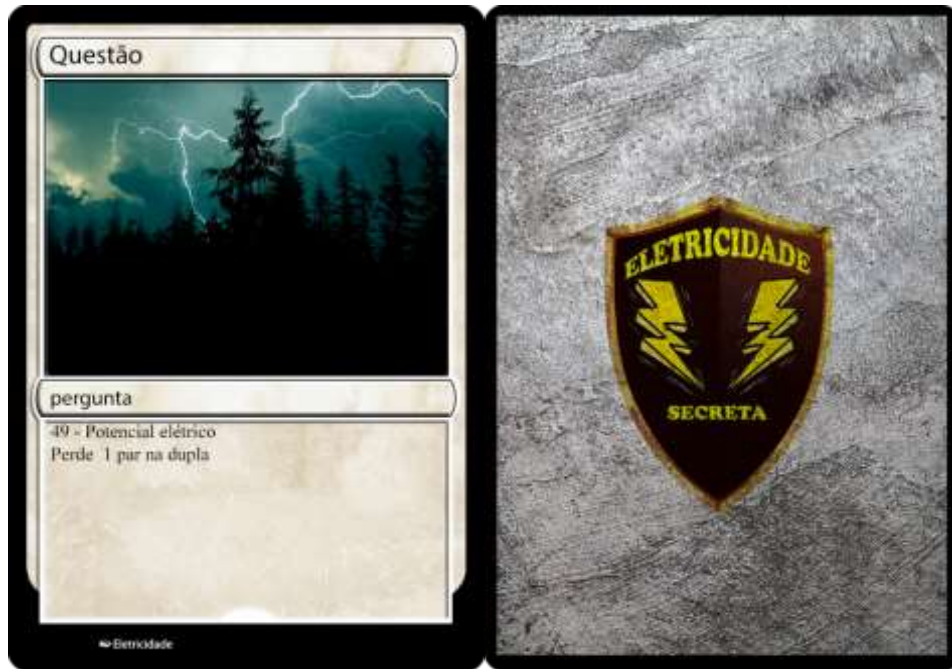 Questão
pergunta
49 - Potencial elétrico
Perde 1 par na dupla
Eletricidade
ELETRICIDADE
SECRETA